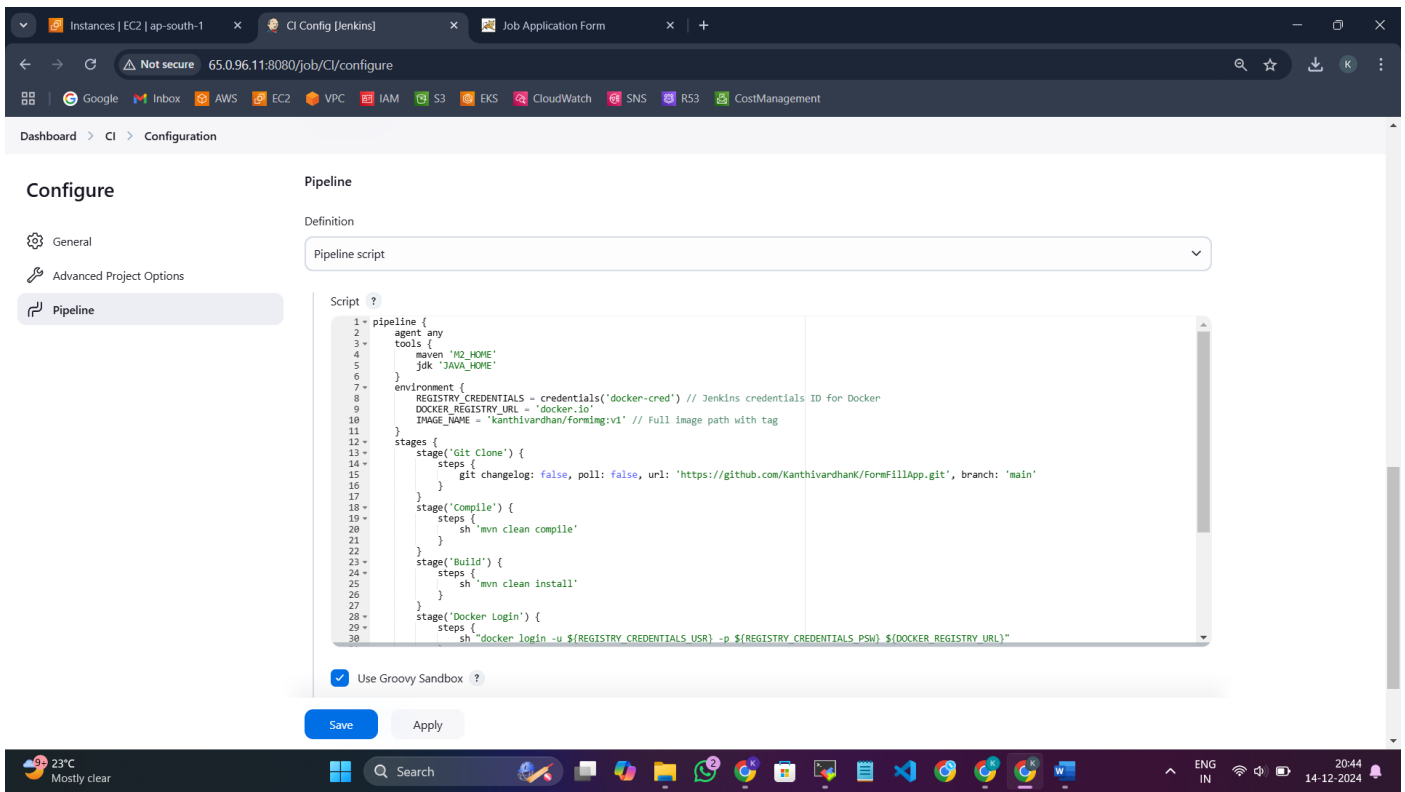 Instances | EC2 | ap-south-1
CI Config [Jenkins]
Job Application Form
Not secure 65.0.96.11:8080/job/CI/configure
K
Google Inbox AWS EC2 VPC IAM S3 EKS CloudWatch SNS R53 CostManagement
Dashboard > CI > Configuration
Configure
General
Advanced Project Options
Pipeline
Pipeline
Definition
Pipeline script
Script ?
1 pipeline {
2 agent any
3 tools {
4 maven 'M2_HOME'
5 jdk 'JAVA_HOME'
6 }
7 environment {
8 REGISTRY_CREDENTIALS = credentials('docker-cred') // Jenkins credentials ID for Docker
9 DOCKER_REGISTRY_URL = 'docker.io'
10 IMAGE_NAME = 'kanthivardhan/formimg:v1' // Full image path with tag
11 }
12 stages {
13 stage('Git Clone') {
14 steps {
15 git changelog: false, poll: false, url: 'https://github.com/KanthivardhanK/FormFillApp.git', branch: 'main'
16 }
17 }
18 stage('Compile') {
19 steps {
20 sh 'mvn clean compile'
21 }
22 }
23 stage('Build') {
24 steps {
25 sh 'mvn clean install'
26 }
27 }
28 stage('Docker Login') {
29 steps {
30 sh "docker login -u ${REGISTRY_CREDENTIALS_USR} -p ${REGISTRY_CREDENTIALS_PSW} ${DOCKER_REGISTRY_URL}"
Use Groovy Sandbox ?
Save Apply
9+ 23°C
Mostly clear
Search
2
ENG
IN
20:44
14-12-2024